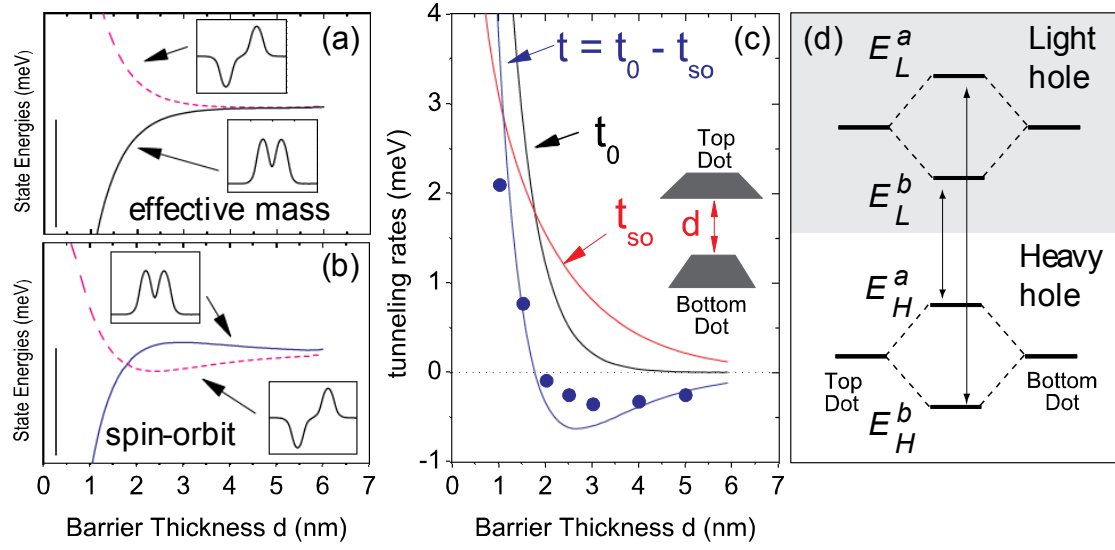 (a)
State Energies (meV)
effective mass
(b)
State Energies (meV)
spin-orbit
0 1 2 3 4 5 6 7
Barrier Thickness d (nm)
(c)
tunneling rates (meV)
4
3
2
1
0
-1
t = t0 - tso
t0
tso
Top
Dot
d
Bottom
Dot
0 1 2 3 4 5 6 7
Barrier Thickness d (nm)
(d)
Light
hole
E_L^a
E_L^b
Heavy
hole
E_H^a
E_H^b
Top
Dot
Bottom
Dot